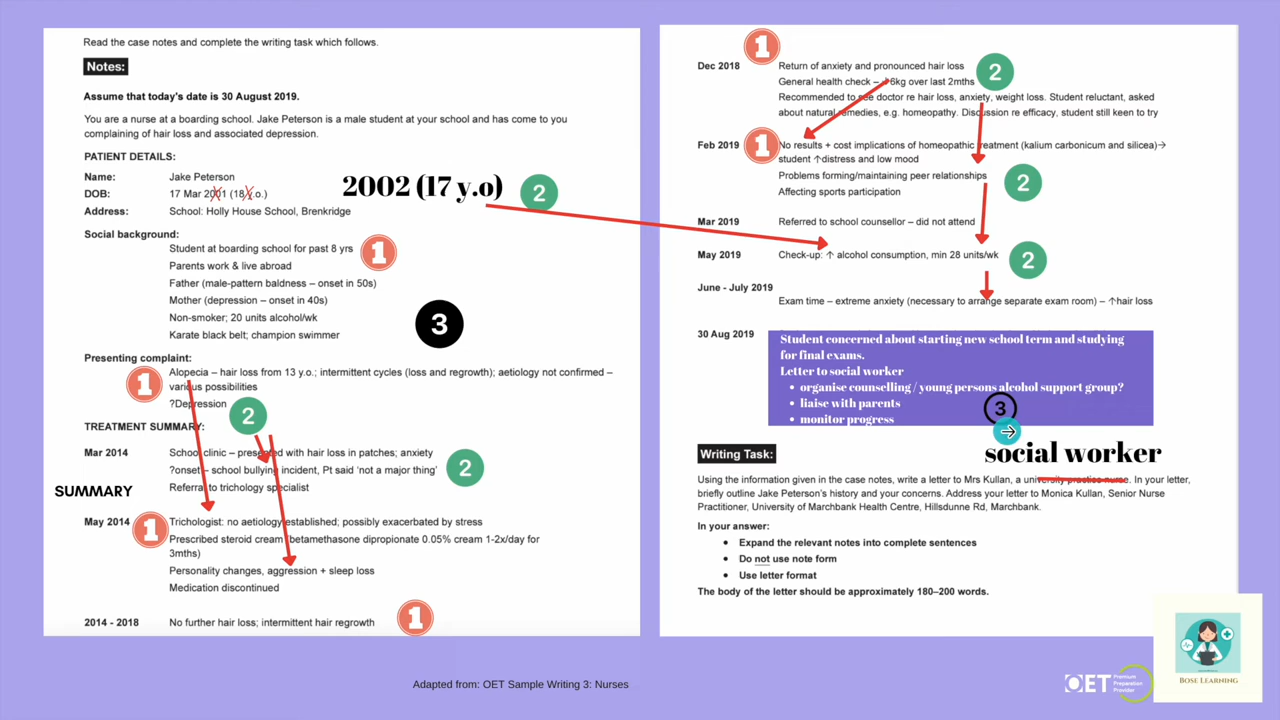 Read the case notes and complete the writing task which follows.
Notes:
Assume that today's date is 30 August 2019.
You are a nurse at a boarding school. Jake Peterson is a male student at your school and has come to you
complaining of hair loss and associated depression.
PATIENT DETAILS:
Name: Jake Peterson
DOB: 17 Mar 2001 (18 y.o.)
2002 (17 y.o) 2
Address: School: Holly House School, Brenkridge
Social background:
Student at boarding school for past 8 yrs 1
Parents work & live abroad
Father (male-pattern baldness – onset in 50s)
Mother (depression – onset in 40s)
Non-smoker; 20 units alcohol/wk
3
Karate black belt; champion swimmer
Presenting complaint:
1 Alopecia – hair loss from 13 y.o.; intermittent cycles (loss and regrowth); aetiology not confirmed –
various possibilities
?Depression 2
TREATMENT SUMMARY:
Mar 2014 School clinic – presented with hair loss in patches; anxiety
?onset – school bullying incident, Pt said 'not a major thing' 2
Referral to trichology specialist
SUMMARY
May 2014 1 Trichologist: no aetiology established; possibly exacerbated by stress
Prescribed steroid cream (betamethasone dipropionate 0.05% cream 1-2x/day for
3mths)
Personality changes, aggression + sleep loss
Medication discontinued
2014 - 2018 No further hair loss; intermittent hair regrowth 1
Adapted from: OET Sample Writing 3: Nurses
1
Dec 2018 Return of anxiety and pronounced hair loss
General health check – 6kg over last 2mths 2
Recommended to see doctor re hair loss, anxiety, weight loss. Student reluctant, asked
about natural remedies, e.g. homeopathy. Discussion re efficacy, student still keen to try
Feb 2019 1 No results + cost implications of homeopathic treatment (kalium carbonicum and silicea)→
student ↑distress and low mood
Problems forming/maintaining peer relationships 2
Affecting sports participation
Mar 2019 Referred to school counsellor – did not attend
May 2019 Check-up: ↑ alcohol consumption, min 28 units/wk 2
June - July 2019
Exam time – extreme anxiety (necessary to arrange separate exam room) – ↑hair loss
30 Aug 2019 Student concerned about starting new school term and studying
for final exams.
Letter to social worker
• organise counselling / young persons alcohol support group?
• liaise with parents 3
• monitor progress
→
social worker
Writing Task:
Using the information given in the case notes, write a letter to Mrs Kullan, a university practice nurse. In your letter,
briefly outline Jake Peterson's history and your concerns. Address your letter to Monica Kullan, Senior Nurse
Practitioner, University of Marchbank Health Centre, Hillsdunne Rd, Marchbank.
In your answer:
• Expand the relevant notes into complete sentences
• Do not use note form
• Use letter format
The body of the letter should be approximately 180–200 words.
OET Premium
Preparation
Provider
BOSE LEARNING